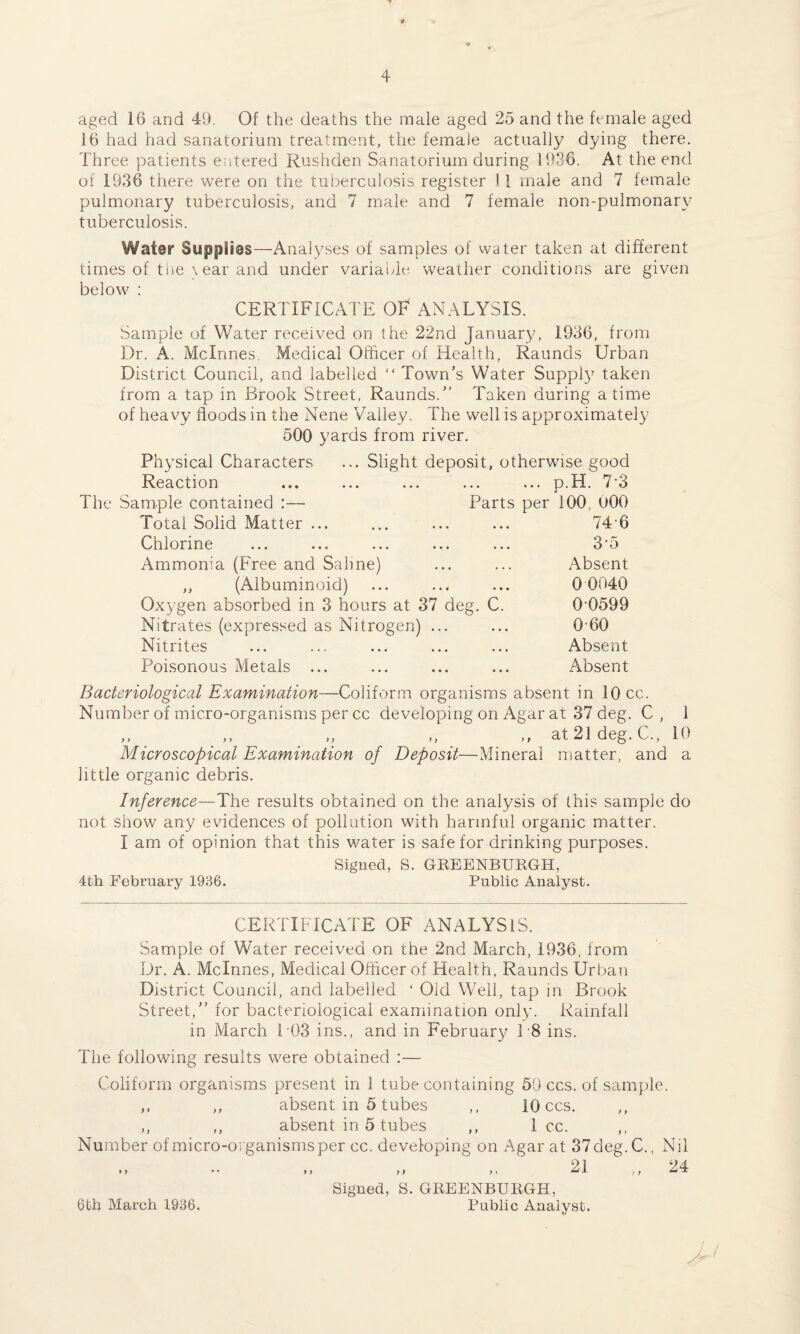 4
aged 16 and 49. Of the deaths the male aged 25 and the female aged
16 had had sanatorium treatment, the female actually dying there.
Three patients entered Rushden Sanatorium during 1936. At the end
of 1936 there were on the tuberculosis register 11 male and 7 female
pulmonary tuberculosis, and 7 male and 7 female non-pulmonary
tuberculosis.
Water Supplies—Analyses of samples of water taken at different
times of the year and under variable weather conditions are given
below :
CERTIFICATE OF ANALYSIS.
Sample of Water received on the 22nd January, 1936, from
Dr. A. McInnes, Medical Officer of Health, Raunds Urban
District Council, and labelled “ Town's Water Supply taken
from a tap in Brook Street, Raunds.” Taken during a time
of heavy floods in the Nene Valley. The well is approximately
500 yards from river.
Physical Characters ... Slight deposit, otherwise good
Reaction ... ... ... ... ... p.H. 7·3
The Sample contained :— Parts per 100,000
Total Solid Matter ... ... ... ... 74·6
Chlorine ... ... ... ... ... 3·5
Ammonia (Free and Saline) ... ... Absent
,, (Albuminoid) ... ... ... 0·0040
Oxygen absorbed in 3 hours at 37 deg. C. 0·0599
Nitrates (expressed as Nitrogen) ... ... 0·60
Nitrites ... ... ... ... ... Absent
Poisonous Metals ... ... ... ... Absent
Bacteriological Examination—Coliform organisms absent in 10 cc.
Number of micro-organisms per cc. developing on Agar at 37 deg. C , 1
,, ,, ,, ,, ,, at 21 deg. C., 10
Microscopical Examination of Deposit—Mineral matter, and a
little organic debris.
Inference—The results obtained on the analysis of this sample do
not show any evidences of pollution with harmful organic matter.
I am of opinion that this water is safe for drinking purposes.
Signed, S. GREENBURGH,
4th February 1936. Public Analyst.
CERTIFICATE OF ANALYSIS.
Sample of Water received on the 2nd March, 1936, from
Dr. A. McInnes, Medical Officer of Health, Raunds Urban
District Council, and labelled ‘ Old Well, tap in Brook
Street,” for bacteriological examination only. Rainfall
in March 1·03 ins., and in February 1·8 ins.
The following results were obtained :—
Coliform organisms present in 1 tube containing 50 ccs. of sample.
,, ,, absent in 5 tubes ,, 10 ccs. ,,
,, ,, absent in 5 tubes ,, 1 cc. ,,
Number of micro-organisms per cc. developing on Agar at 37 deg. C., Nil
,, .. ,, ,, ,, 21 ,, 24
Signed, S. GREENBURGH,
6th March 1936. Public Analyst.